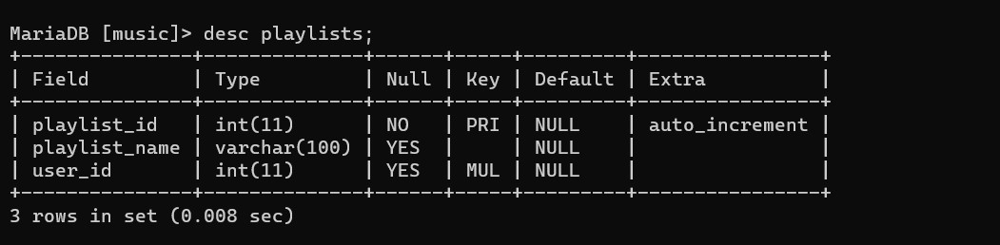 MariaDB [music]> desc playlists;
+---------------+--------------+------+-----+---------+----------------+
| Field         | Type         | Null | Key | Default | Extra          |
+---------------+--------------+------+-----+---------+----------------+
| playlist_id   | int(11)      | NO   | PRI | NULL    | auto_increment |
| playlist_name | varchar(100) | YES  |     | NULL    |                |
| user_id       | int(11)      | YES  | MUL | NULL    |                |
+---------------+--------------+------+-----+---------+----------------+
3 rows in set (0.008 sec)